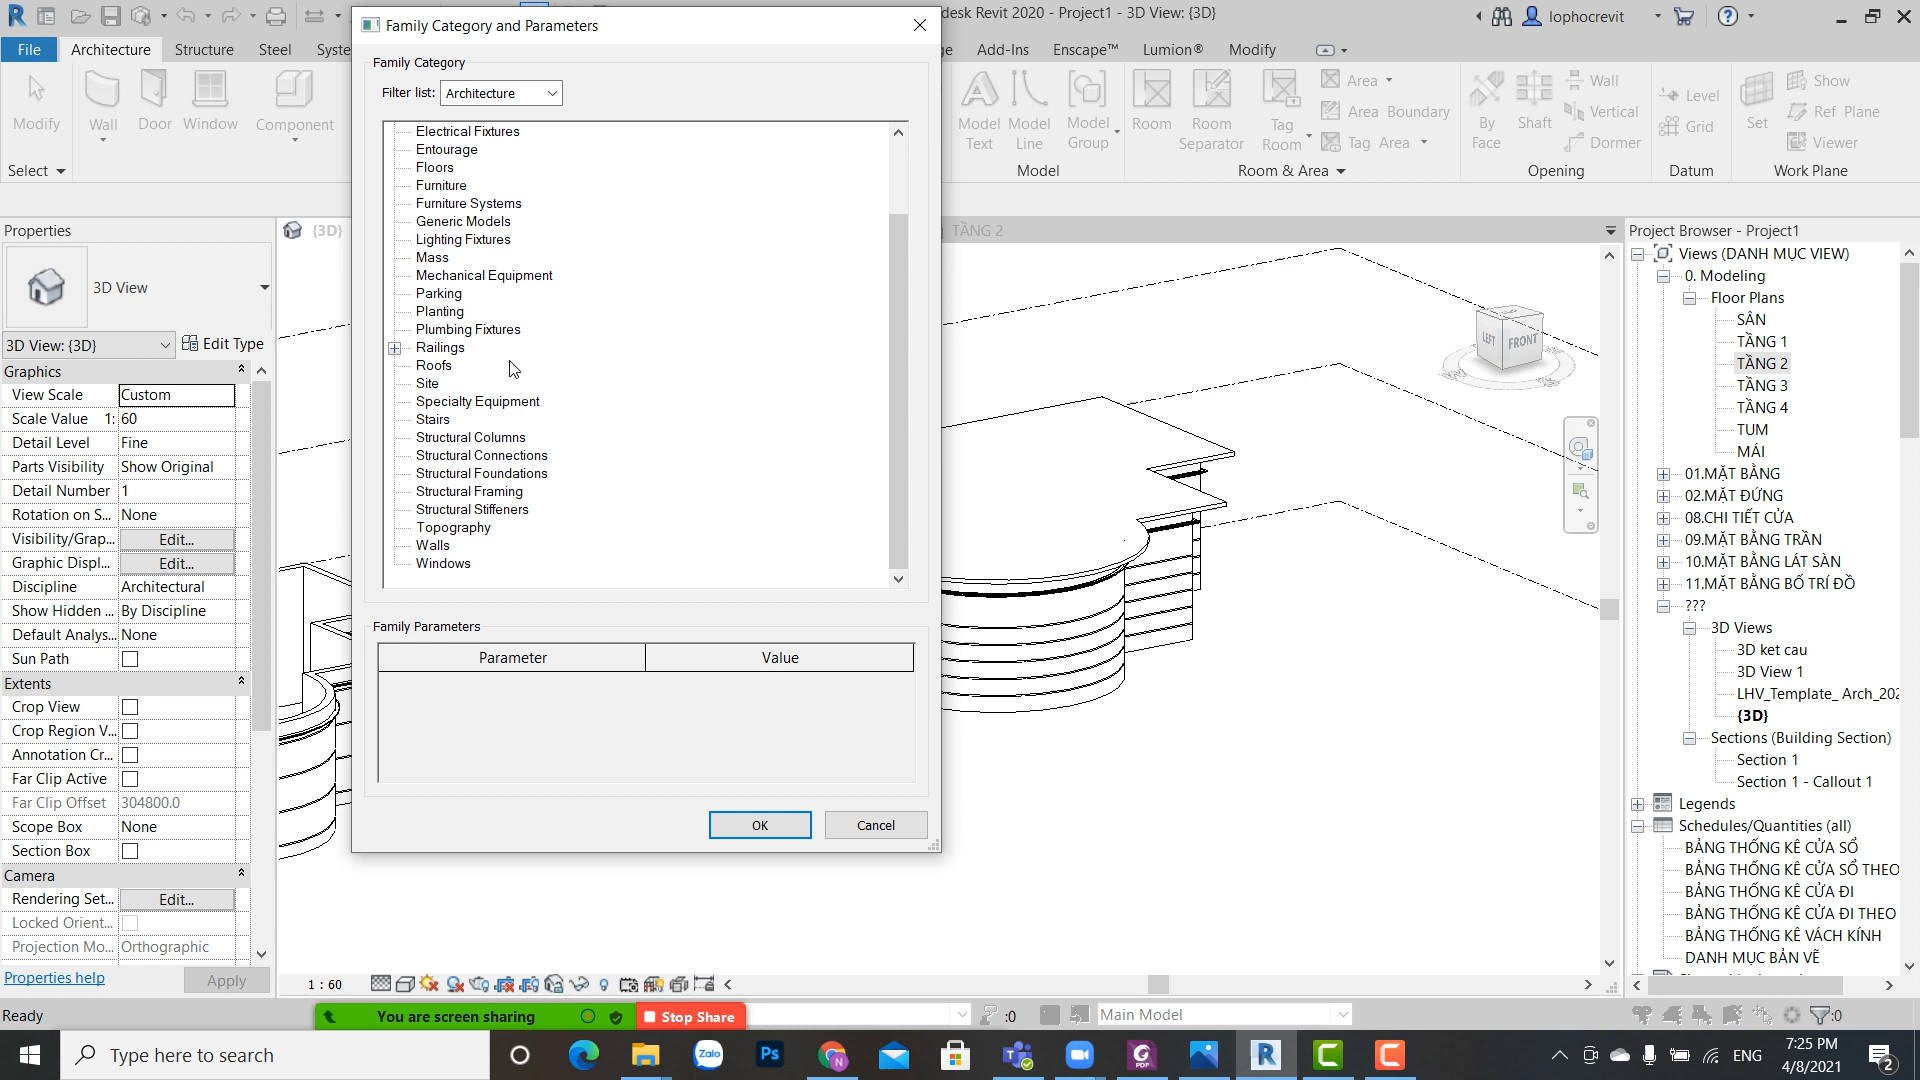 desk Revit 2020 - Project1 - 3D View: {3D}
lophocrevit
File
Architecture
Structure
Steel
Syste
ge
Add-Ins
Enscape™
Lumion®
Modify
Modify
Wall
Door
Window
Component
Model Text
Model Line
Model Group
Room
Room Separator
Tag Room
Area
Area Boundary
Tag Area
By Face
Shaft
Wall
Vertical
Dormer
Level
Grid
Set
Show
Ref Plane
Viewer
Select
Model
Room & Area
Opening
Datum
Work Plane
Family Category and Parameters
Family Category
Filter list: Architecture
Electrical Fixtures
Entourage
Floors
Furniture
Furniture Systems
Generic Models
Lighting Fixtures
Mass
Mechanical Equipment
Parking
Planting
Plumbing Fixtures
Railings
Roofs
Site
Specialty Equipment
Stairs
Structural Columns
Structural Connections
Structural Foundations
Structural Framing
Structural Stiffeners
Topography
Walls
Windows
Family Parameters
Parameter Value
OK
Cancel
Properties
3D View
3D View: {3D}
Edit Type
Graphics
View Scale Custom
Scale Value 1: 60
Detail Level Fine
Parts Visibility Show Original
Detail Number 1
Rotation on S... None
Visibility/Grap... Edit...
Graphic Displ... Edit...
Discipline Architectural
Show Hidden ... By Discipline
Default Analys... None
Sun Path
Extents
Crop View
Crop Region V...
Annotation Cr...
Far Clip Active
Far Clip Offset 304800.0
Scope Box None
Section Box
Camera
Rendering Set... Edit...
Locked Orient...
Projection Mo... Orthographic
Properties help
Apply
{3D}
TẦNG 2
LEFT
FRONT
Project Browser - Project1
Views (DANH MỤC VIEW)
0. Modeling
Floor Plans
SÂN
TẦNG 1
TẦNG 2
TẦNG 3
TẦNG 4
TUM
MÁI
01.MẶT BẰNG
02.MẶT ĐỨNG
08.CHI TIẾT CỬA
09.MẶT BẰNG TRẦN
10.MẶT BẰNG LÁT SÀN
11.MẶT BẰNG BỐ TRÍ ĐỒ
???
3D Views
3D ket cau
3D View 1
LHV_Template_ Arch_202
{3D}
Sections (Building Section)
Section 1
Section 1 - Callout 1
Legends
Schedules/Quantities (all)
BẢNG THỐNG KÊ CỬA SỔ
BẢNG THỐNG KÊ CỬA SỔ THEO
BẢNG THỐNG KÊ CỬA ĐI
BẢNG THỐNG KÊ CỬA ĐI THEO
BẢNG THỐNG KÊ VÁCH KÍNH
DANH MỤC BẢN VẼ
1 : 60
Ready
You are screen sharing
Stop Share
:0
Main Model
:0
Type here to search
Zalo
Ps
N
PDF
R
C
C
ENG
7:25 PM
4/8/2021
2